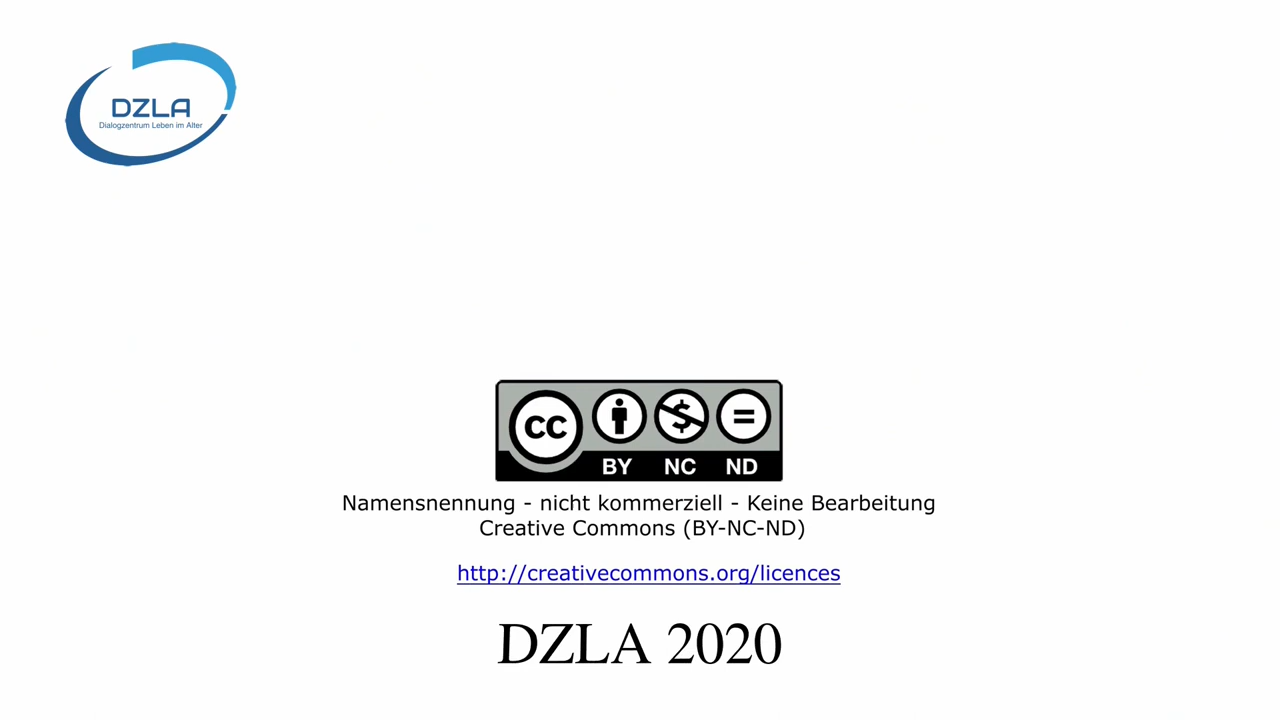 DZLA
Dialogzentrum Leben im Alter
CC
BY NC ND
Namensnennung - nicht kommerziell - Keine Bearbeitung
Creative Commons (BY-NC-ND)
http://creativecommons.org/licences
DZLA 2020